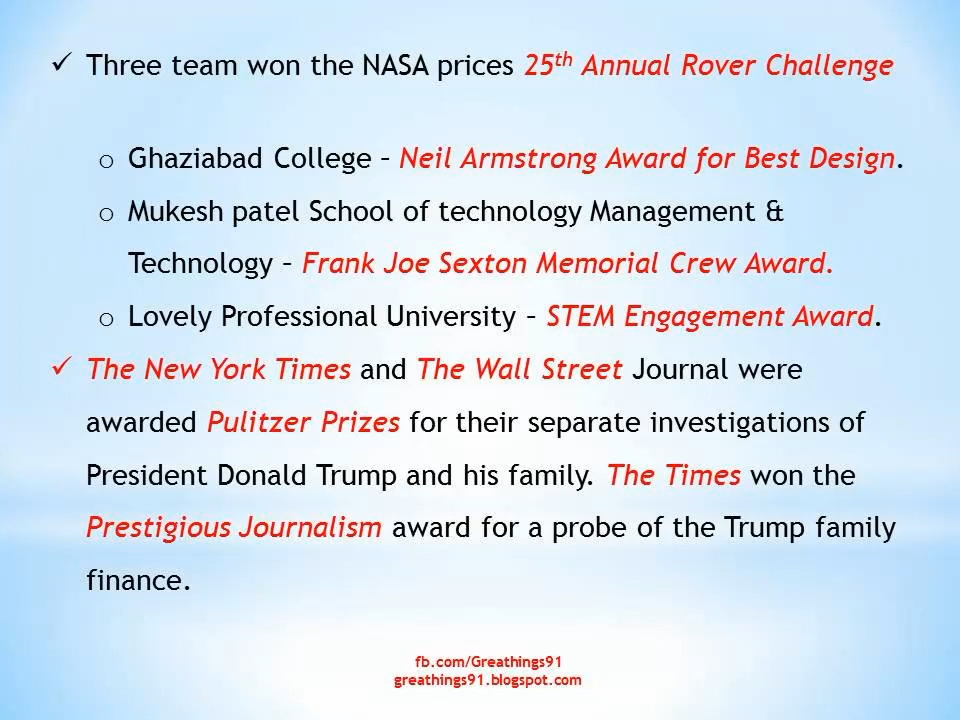 ✓ Three team won the NASA prices 25th Annual Rover Challenge
o Ghaziabad College – Neil Armstrong Award for Best Design.
o Mukesh patel School of technology Management &
Technology – Frank Joe Sexton Memorial Crew Award.
o Lovely Professional University – STEM Engagement Award.
✓ The New York Times and The Wall Street Journal were
awarded Pulitzer Prizes for their separate investigations of
President Donald Trump and his family. The Times won the
Prestigious Journalism award for a probe of the Trump family
finance.
fb.com/Greathings91
greathings91.blogspot.com